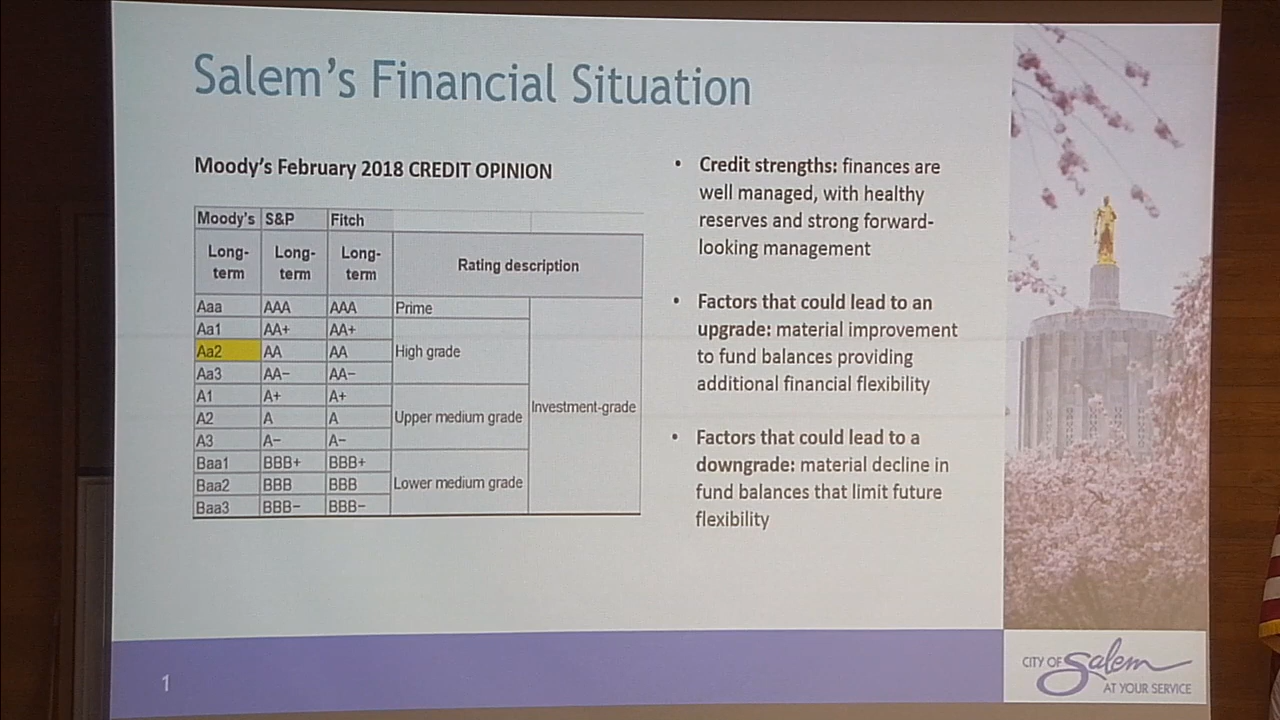 Salem's Financial Situation
Moody's February 2018 CREDIT OPINION
Moody's S&P Fitch
Long-term Long-term Long-term Rating description
Aaa AAA AAA Prime
Aa1 AA+ AA+
Aa2 AA AA High grade
Aa3 AA− AA−
A1 A+ A+
A2 A A Upper medium grade Investment-grade
A3 A− A−
Baa1 BBB+ BBB+
Baa2 BBB BBB Lower medium grade
Baa3 BBB− BBB−
• Credit strengths: finances are
well managed, with healthy
reserves and strong forward-
looking management
• Factors that could lead to an
upgrade: material improvement
to fund balances providing
additional financial flexibility
• Factors that could lead to a
downgrade: material decline in
fund balances that limit future
flexibility
1
CITY OF Salem
AT YOUR SERVICE